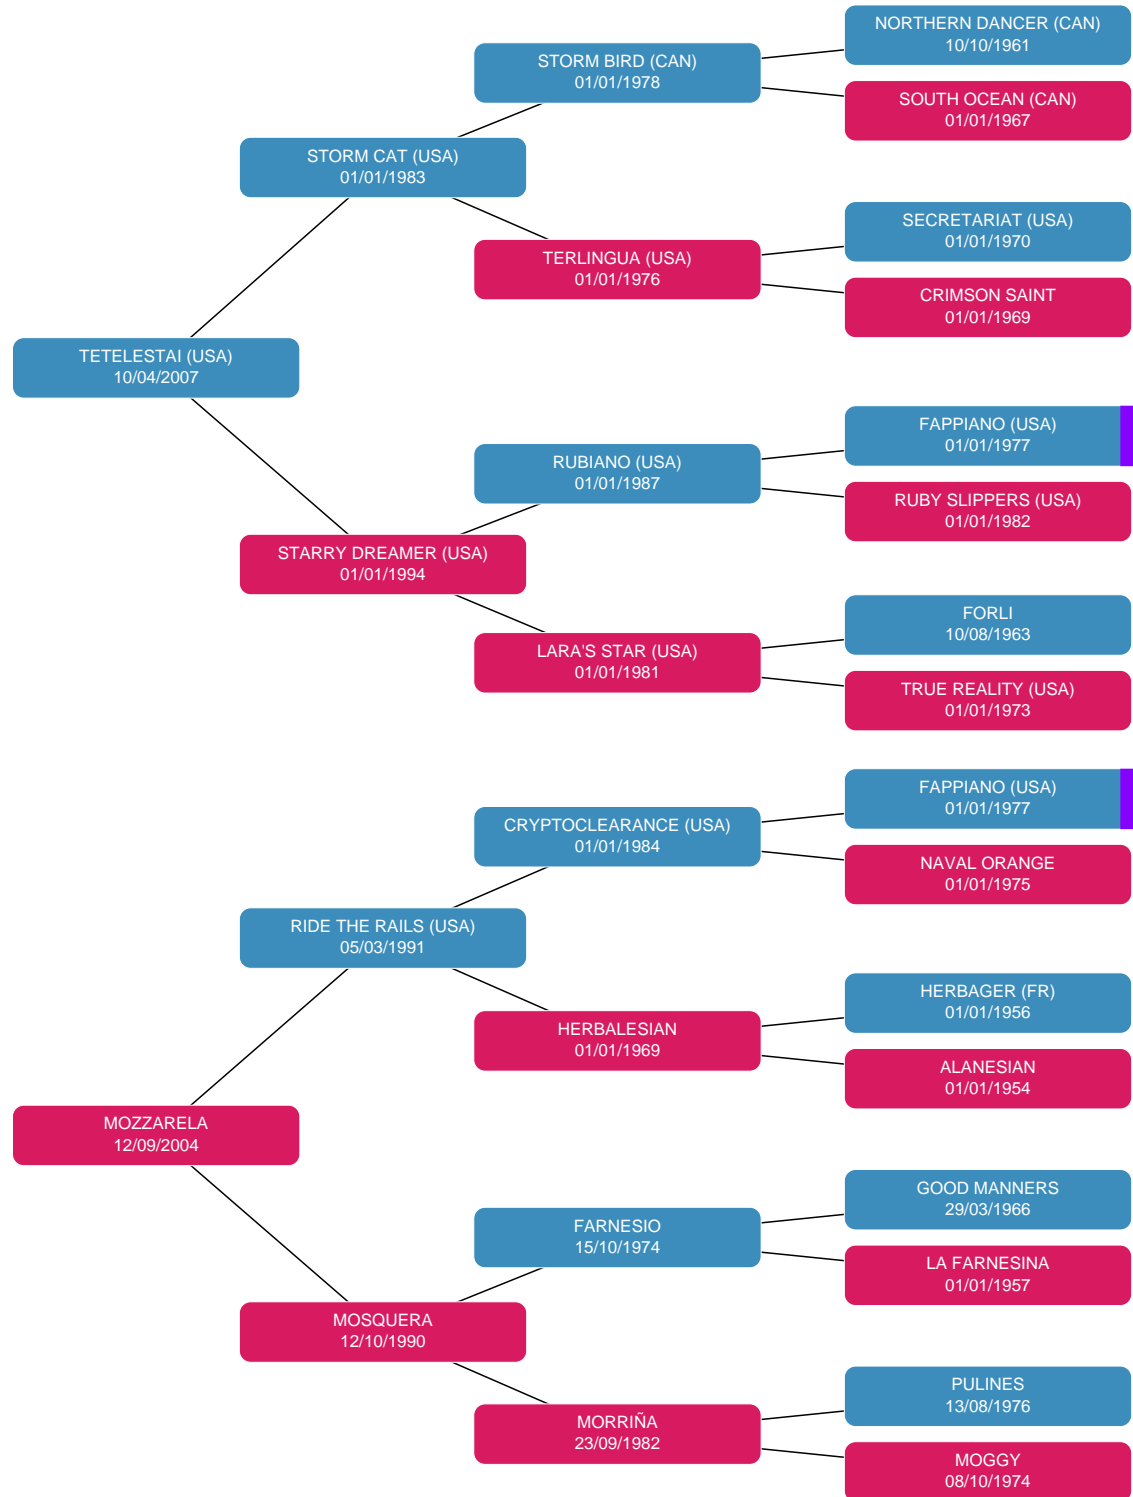 NORTHERN DANCER (CAN)
10/10/1961
STORM BIRD (CAN)
01/01/1978
SOUTH OCEAN (CAN)
01/01/1967
STORM CAT (USA)
01/01/1983
SECRETARIAT (USA)
01/01/1970
TERLINGUA (USA)
01/01/1976
CRIMSON SAINT
01/01/1969
TETELESTAI (USA)
10/04/2007
FAPPIANO (USA)
01/01/1977
RUBIANO (USA)
01/01/1987
RUBY SLIPPERS (USA)
01/01/1982
STARRY DREAMER (USA)
01/01/1994
FORLI
10/08/1963
LARA'S STAR (USA)
01/01/1981
TRUE REALITY (USA)
01/01/1973
FAPPIANO (USA)
01/01/1977
CRYPTOCLEARANCE (USA)
01/01/1984
NAVAL ORANGE
01/01/1975
RIDE THE RAILS (USA)
05/03/1991
HERBAGER (FR)
01/01/1956
HERBALESIAN
01/01/1969
ALANESIAN
01/01/1954
MOZZARELA
12/09/2004
GOOD MANNERS
29/03/1966
FARNESIO
15/10/1974
LA FARNESINA
01/01/1957
MOSQUERA
12/10/1990
PULINES
13/08/1976
MORRIÑA
23/09/1982
MOGGY
08/10/1974